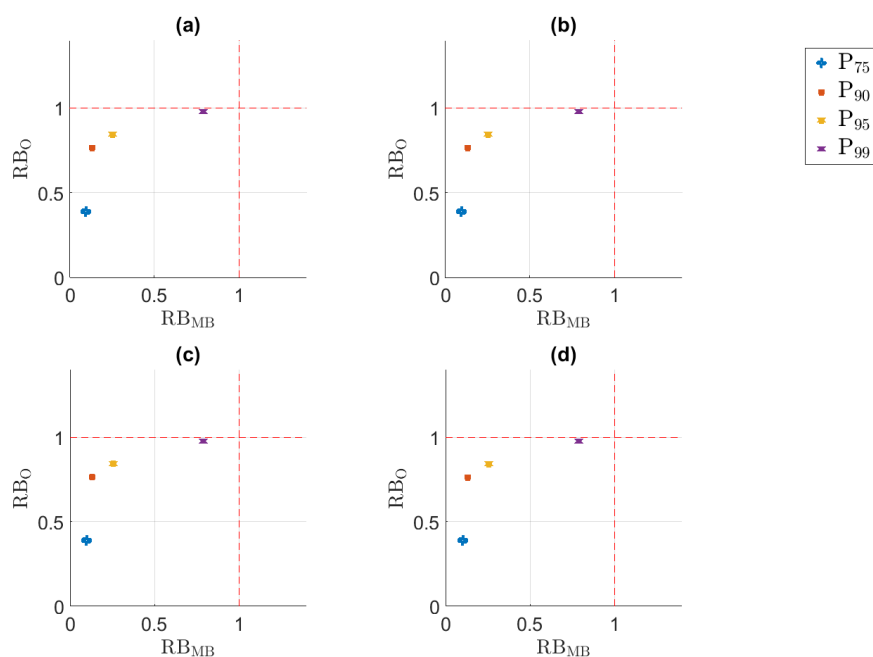 (a)
1
0.5
0
0 0.5 1
RB_O
RB_MB
(b)
1
0.5
0
0 0.5 1
RB_O
RB_MB
P_75
P_90
P_95
P_99
(c)
1
0.5
0
0 0.5 1
RB_O
RB_MB
(d)
1
0.5
0
0 0.5 1
RB_O
RB_MB